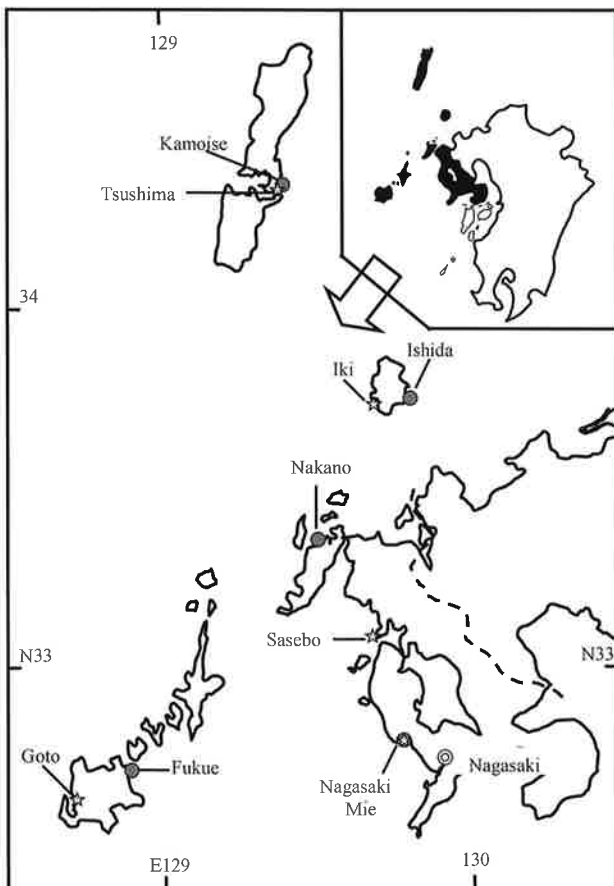 129
Kamoise
Tsushima
34
Ishida
Iki
Nakano
Sasebo
N33
N33
Goto
Fukue
Nagasaki
Mie
Nagasaki
E129
130